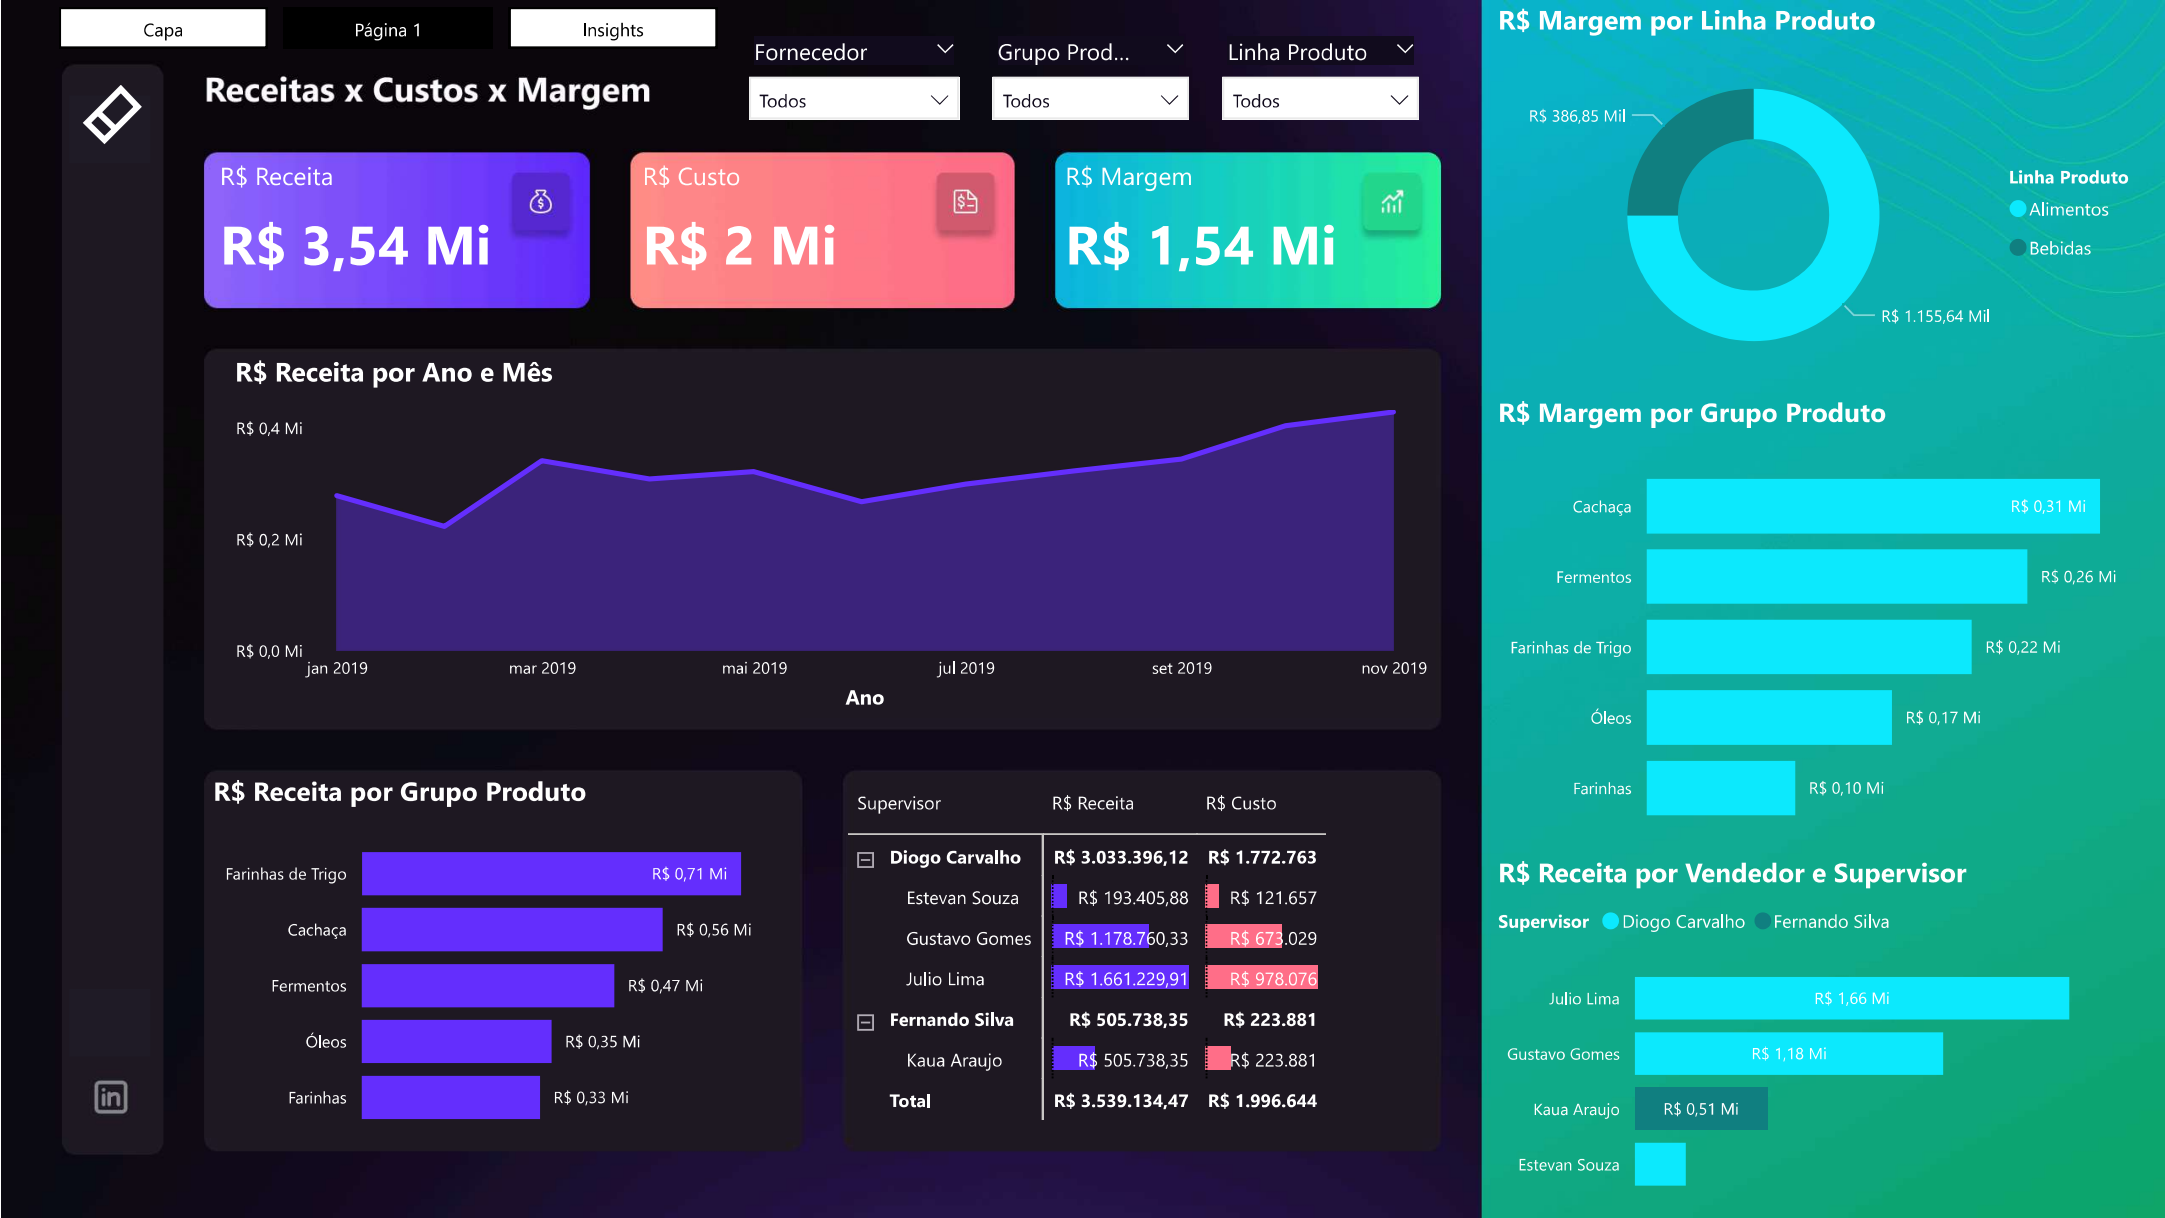 Capa
Página 1
Insights
Receitas x Custos x Margem
Fornecedor
Todos
Grupo Prod...
Todos
Linha Produto
Todos
R$ Receita
R$ 3,54 Mi
R$ Custo
R$ 2 Mi
R$ Margem
R$ 1,54 Mi
R$ Receita por Ano e Mês
R$ 0,4 Mi
R$ 0,2 Mi
R$ 0,0 Mi
jan 2019 mar 2019 mai 2019 jul 2019 set 2019 nov 2019
Ano
R$ Receita por Grupo Produto
Farinhas de Trigo R$ 0,71 Mi
Cachaça R$ 0,56 Mi
Fermentos R$ 0,47 Mi
Óleos R$ 0,35 Mi
Farinhas R$ 0,33 Mi
Supervisor R$ Receita R$ Custo
Diogo Carvalho R$ 3.033.396,12 R$ 1.772.763
Estevan Souza R$ 193.405,88 R$ 121.657
Gustavo Gomes R$ 1.178.760,33 R$ 673.029
Julio Lima R$ 1.661.229,91 R$ 978.076
Fernando Silva R$ 505.738,35 R$ 223.881
Kaua Araujo R$ 505.738,35 R$ 223.881
Total R$ 3.539.134,47 R$ 1.996.644
in
R$ Margem por Linha Produto
R$ 386,85 Mil
R$ 1.155,64 Mil
Linha Produto
Alimentos
Bebidas
R$ Margem por Grupo Produto
Cachaça R$ 0,31 Mi
Fermentos R$ 0,26 Mi
Farinhas de Trigo R$ 0,22 Mi
Óleos R$ 0,17 Mi
Farinhas R$ 0,10 Mi
R$ Receita por Vendedor e Supervisor
Supervisor Diogo Carvalho Fernando Silva
Julio Lima R$ 1,66 Mi
Gustavo Gomes R$ 1,18 Mi
Kaua Araujo R$ 0,51 Mi
Estevan Souza